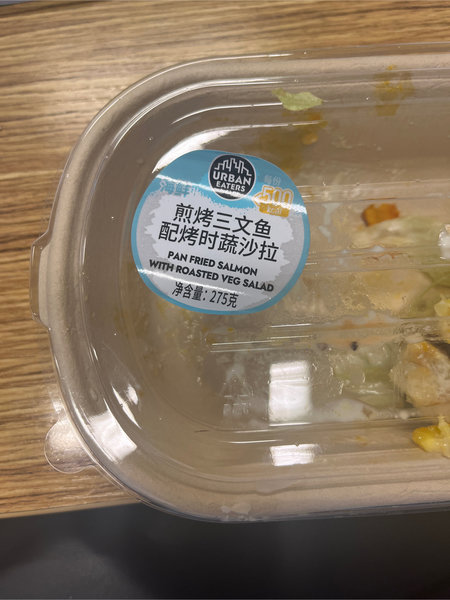 URBAN
EATERS
海鲜
每份
500
煎烤三文鱼
配烤时蔬沙拉
PAN FRIED SALMON
WITH ROASTED VEG SALAD
净含量：275克